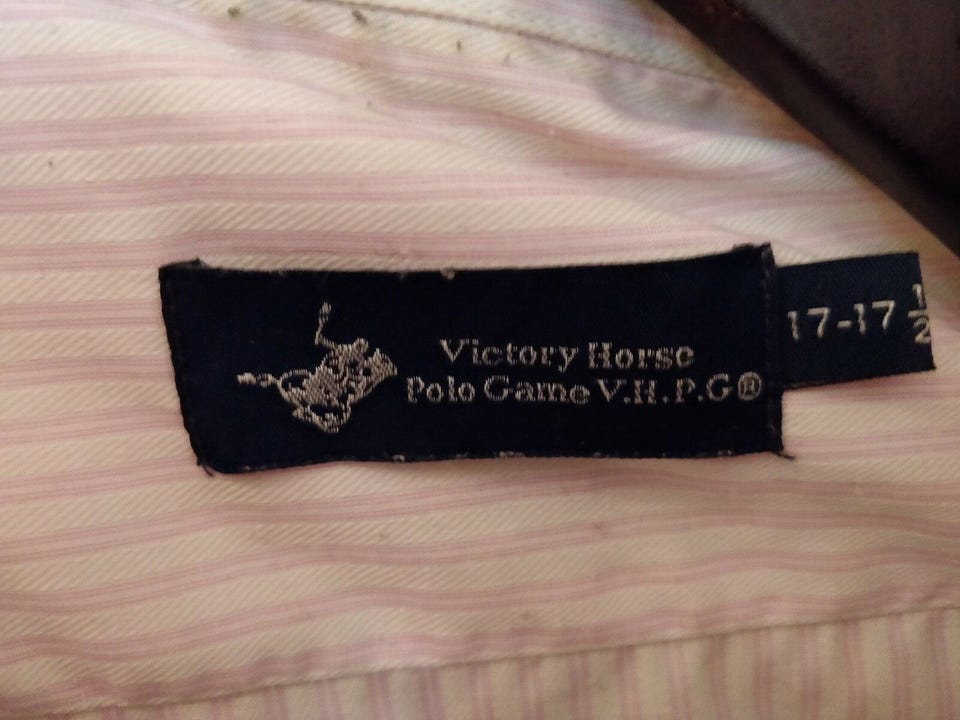 Victory Horse
Polo Game V.H.P.G®
17-17 1/2